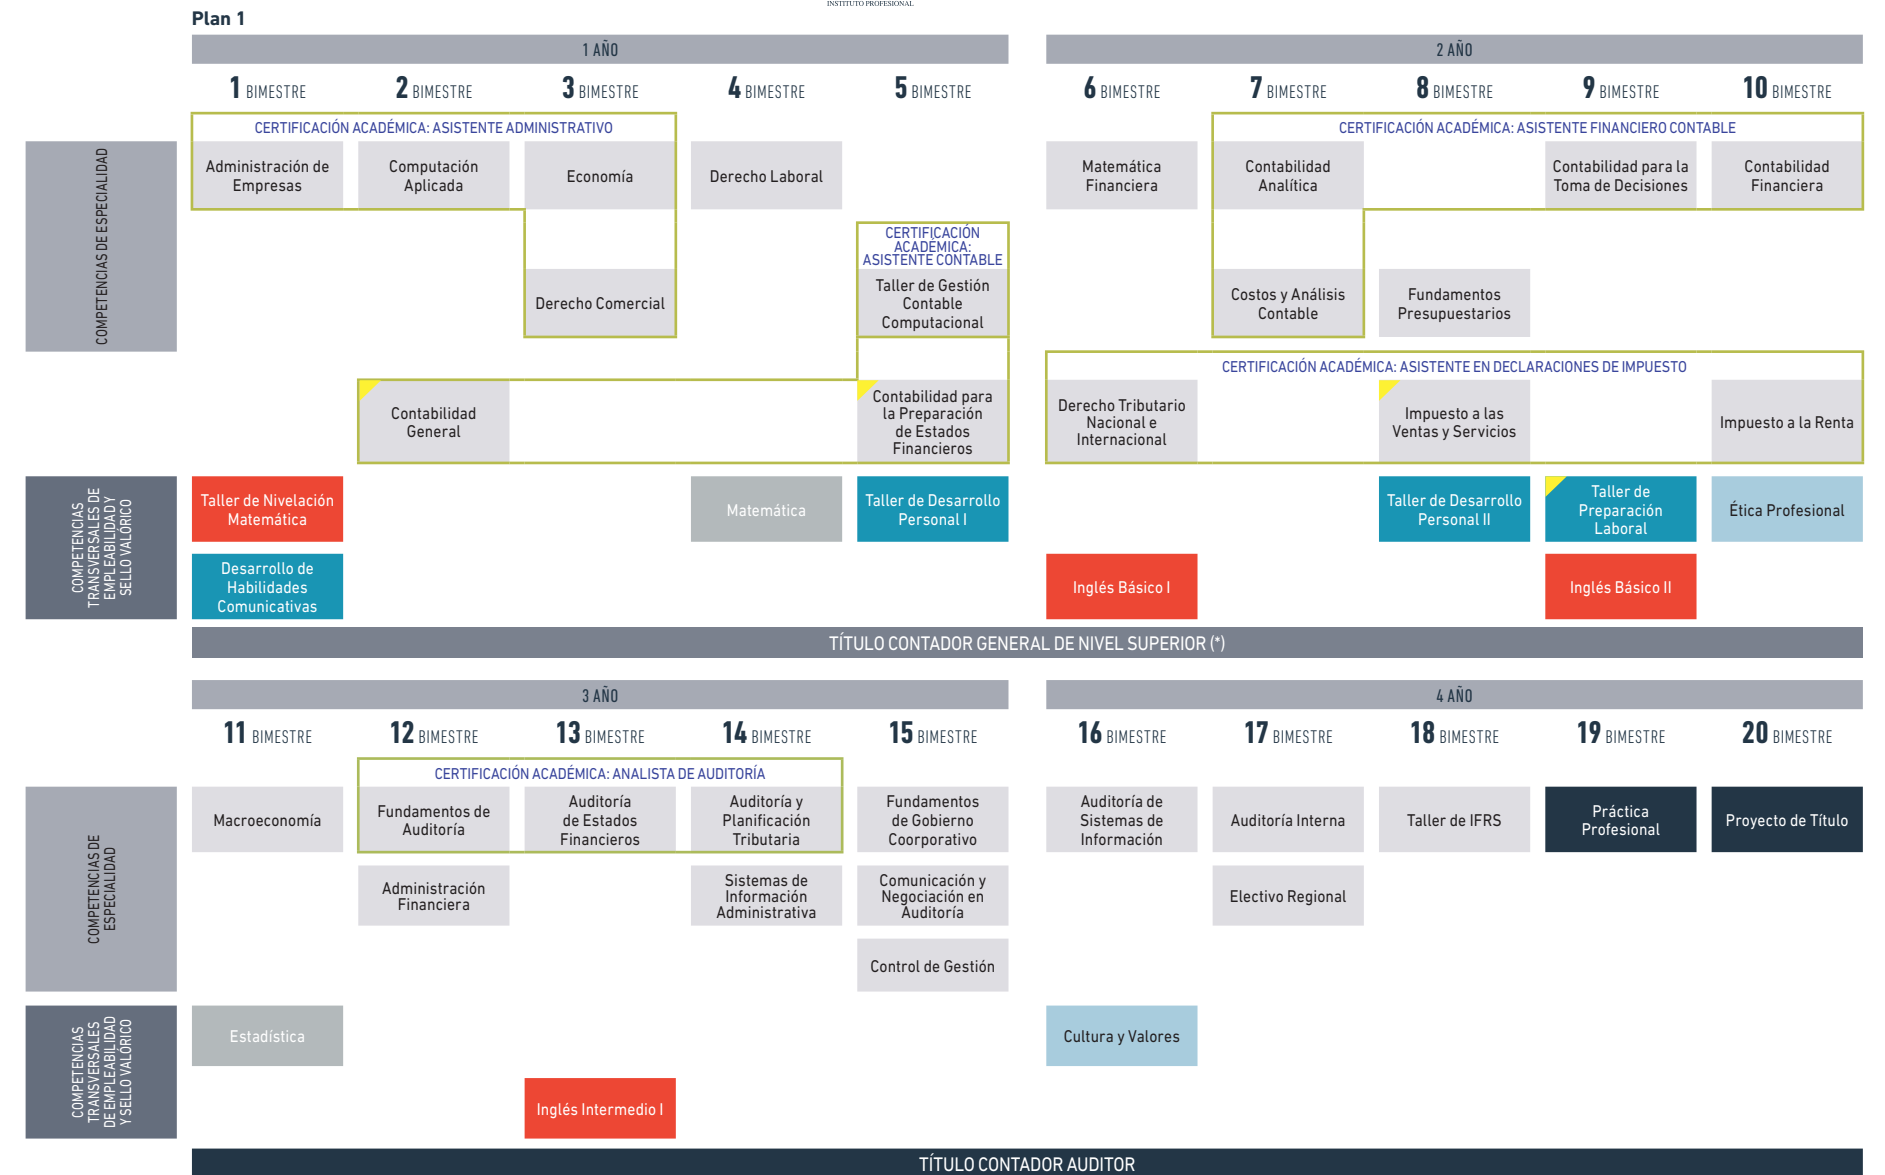 INSTITUTO PROFESIONAL
Plan 1
1 AÑO
2 AÑO
1 BIMESTRE
2 BIMESTRE
3 BIMESTRE
4 BIMESTRE
5 BIMESTRE
6 BIMESTRE
7 BIMESTRE
8 BIMESTRE
9 BIMESTRE
10 BIMESTRE
COMPETENCIAS DE ESPECIALIDAD
CERTIFICACIÓN ACADÉMICA: ASISTENTE ADMINISTRATIVO
CERTIFICACIÓN ACADÉMICA: ASISTENTE FINANCIERO CONTABLE
Administración de
Empresas
Computación
Aplicada
Economía
Derecho Laboral
Matemática
Financiera
Contabilidad
Analítica
Contabilidad para la
Toma de Decisiones
Contabilidad
Financiera
CERTIFICACIÓN
ACADÉMICA:
ASISTENTE CONTABLE
Derecho Comercial
Taller de Gestión
Contable
Computacional
Costos y Análisis
Contable
Fundamentos
Presupuestarios
CERTIFICACIÓN ACADÉMICA: ASISTENTE EN DECLARACIONES DE IMPUESTO
Contabilidad
General
Contabilidad para
la Preparación
de Estados
Financieros
Derecho Tributario
Nacional e
Internacional
Impuesto a las
Ventas y Servicios
Impuesto a la Renta
COMPETENCIAS
TRANSVERSALES DE
EMPLEABILIDAD Y
SELLO VALÓRICO
Taller de Nivelación
Matemática
Matemática
Taller de Desarrollo
Personal I
Taller de Desarrollo
Personal II
Taller de
Preparación
Laboral
Ética Profesional
Desarrollo de
Habilidades
Comunicativas
Inglés Básico I
Inglés Básico II
TÍTULO CONTADOR GENERAL DE NIVEL SUPERIOR (*)
3 AÑO
4 AÑO
11 BIMESTRE
12 BIMESTRE
13 BIMESTRE
14 BIMESTRE
15 BIMESTRE
16 BIMESTRE
17 BIMESTRE
18 BIMESTRE
19 BIMESTRE
20 BIMESTRE
COMPETENCIAS DE
ESPECIALIDAD
CERTIFICACIÓN ACADÉMICA: ANALISTA DE AUDITORÍA
Macroeconomía
Fundamentos de
Auditoría
Auditoría
de Estados
Financieros
Auditoría y
Planificación
Tributaria
Fundamentos
de Gobierno
Coorporativo
Auditoría de
Sistemas de
Información
Auditoría Interna
Taller de IFRS
Práctica
Profesional
Proyecto de Título
Administración
Financiera
Sistemas de
Información
Administrativa
Comunicación y
Negociación en
Auditoría
Electivo Regional
Control de Gestión
COMPETENCIAS
TRANSVERSALES
DE EMPLEABILIDAD
Y SELLO VALÓRICO
Estadística
Cultura y Valores
Inglés Intermedio I
TÍTULO CONTADOR AUDITOR